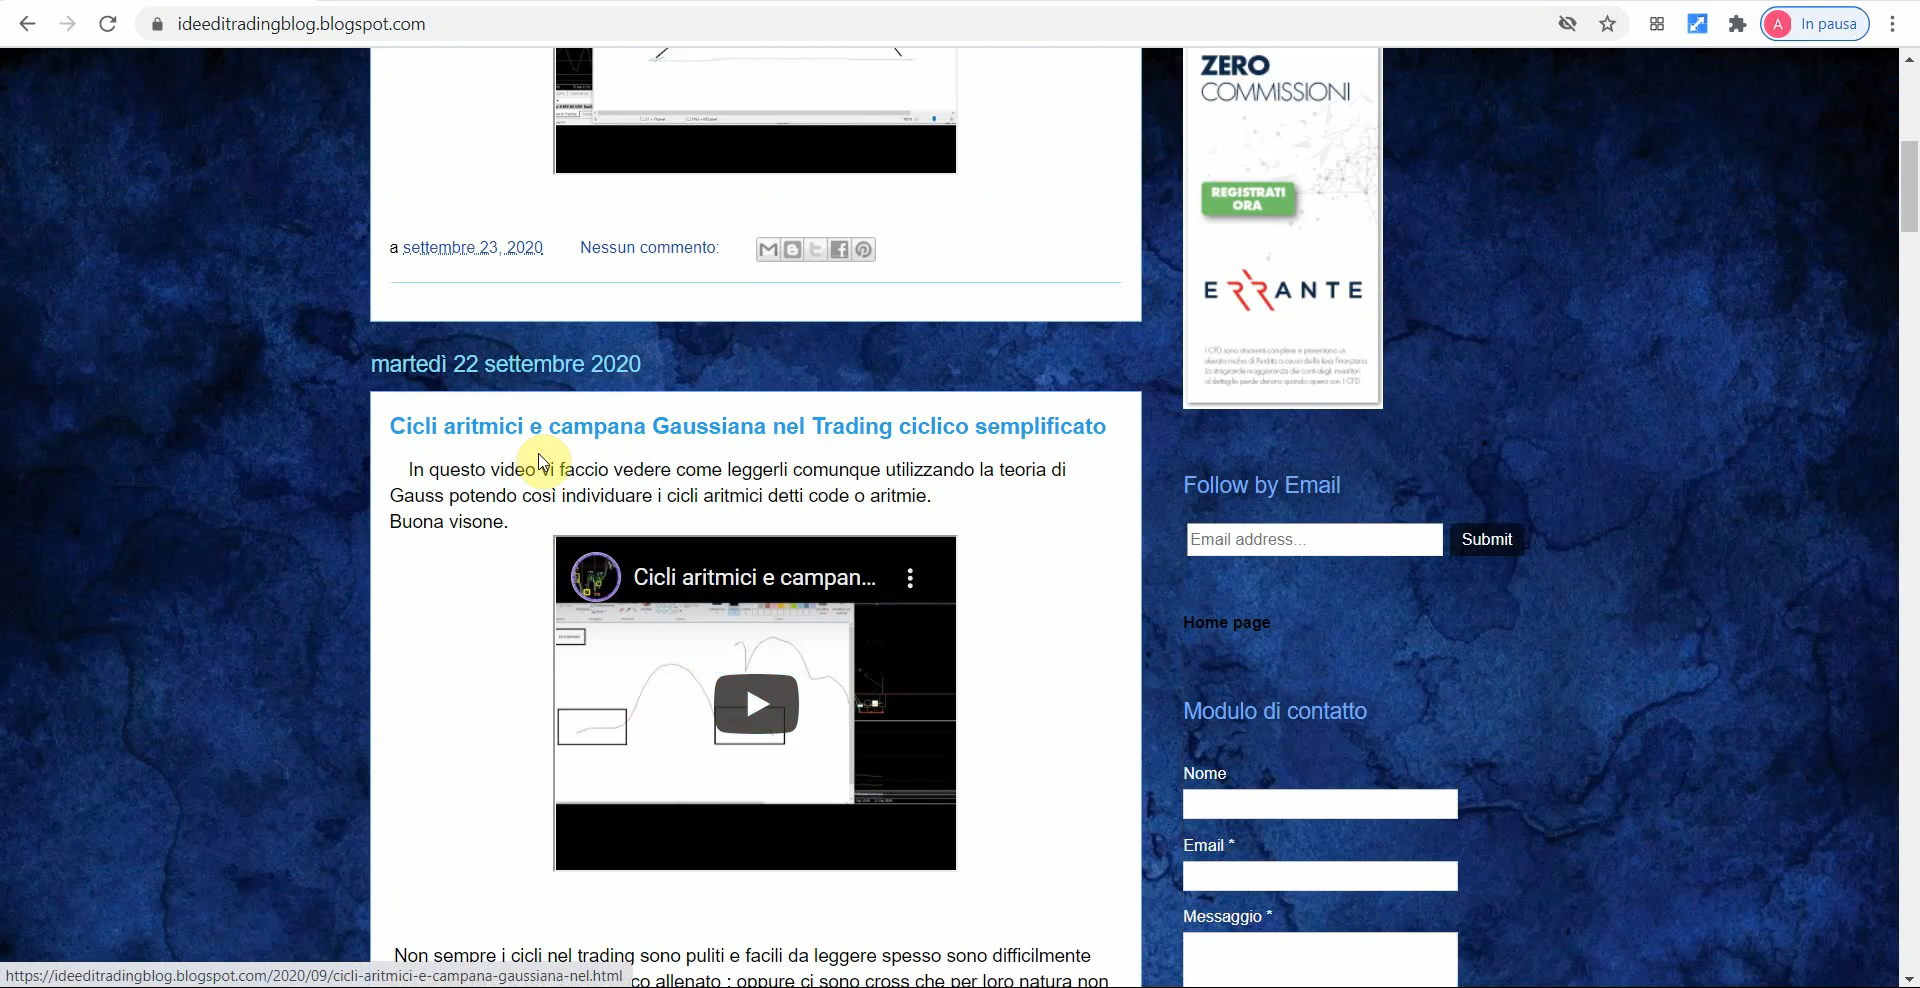 ideeditradingblog.blogspot.com
A In pausa
ZERO
COMMISSIONI
REGISTRATI
ORA
ERRANTE
a settembre 23, 2020 Nessun commento:
martedì 22 settembre 2020
Cicli aritmici e campana Gaussiana nel Trading ciclico semplificato
In questo video vi faccio vedere come leggerli comunque utilizzando la teoria di
Gauss potendo così individuare i cicli aritmici detti code o aritmie.
Buona visone.
Cicli aritmici e campan...
Non sempre i cicli nel trading sono puliti e facili da leggere spesso sono difficilmente
co allenato ; oppure ci sono cross che per loro natura non
Follow by Email
Email address...
Submit
Home page
Modulo di contatto
Nome
Email *
Messaggio *
https://ideeditradingblog.blogspot.com/2020/09/cicli-aritmici-e-campana-gaussiana-nel.html